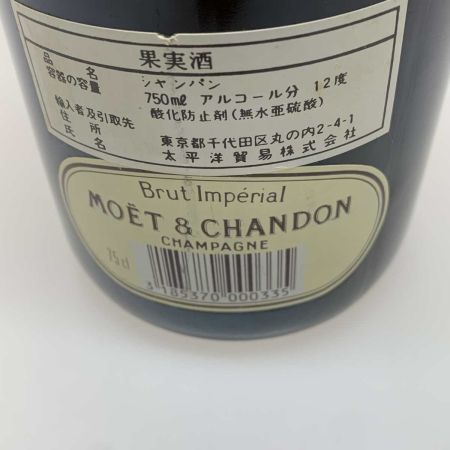 品名 果実酒
シャンパン
容器の容量 750ml アルコール分 12度
酸化防止剤(無水亜硫酸)
輸入者及引取先
住所 東京都千代田区丸の内2-4-1
氏名 太平洋貿易株式会社
Brut Impérial
MOËT & CHANDON
CHAMPAGNE
75cl
3 185370 000335